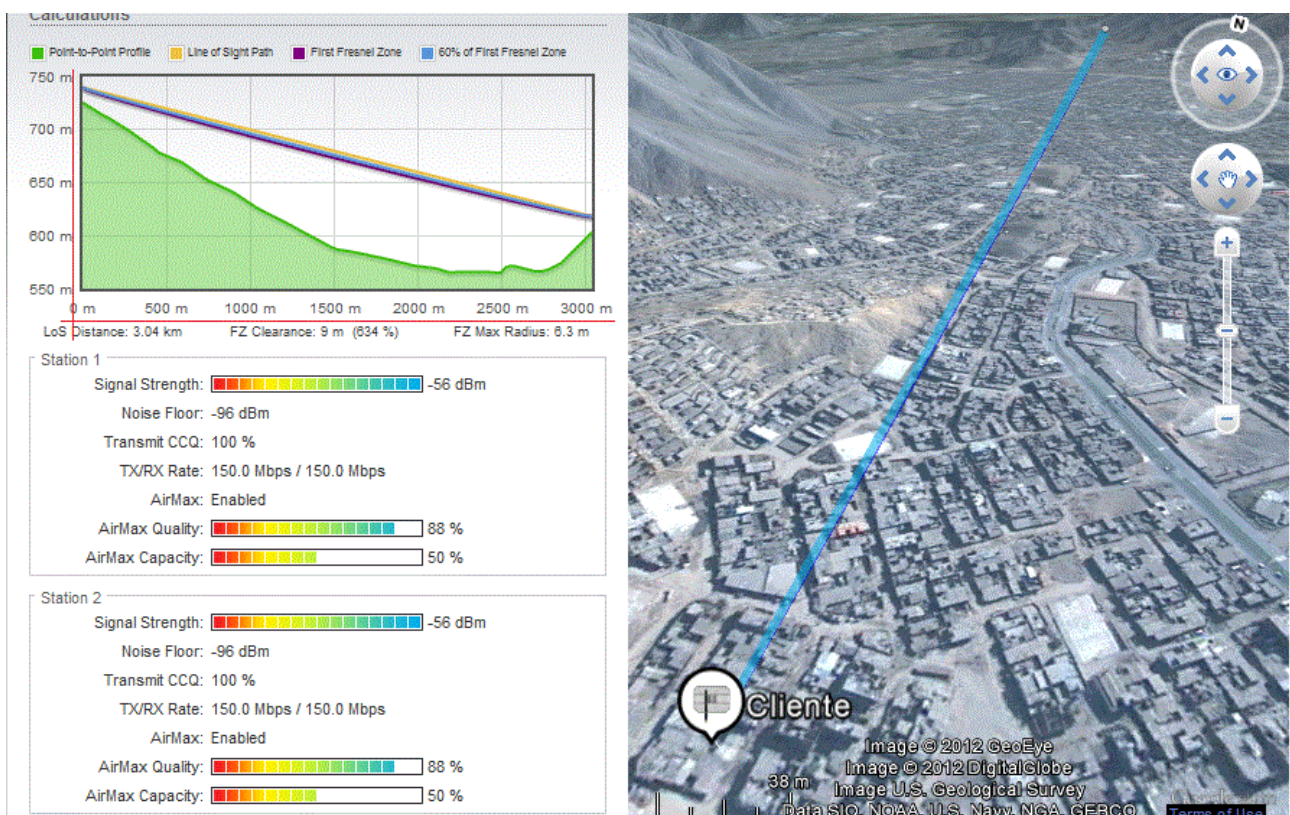 Calculations
Point-to-Point Profile Line of Sight Path First Fresnel Zone 60% of First Fresnel Zone
750 m
700 m
650 m
600 m
550 m
0 m 500 m 1000 m 1500 m 2000 m 2500 m 3000 m
LoS Distance: 3.04 km FZ Clearance: 9 m (634 %) FZ Max Radius: 6.3 m
Station 1
Signal Strength: -56 dBm
Noise Floor: -96 dBm
Transmit CCQ: 100 %
TX/RX Rate: 150.0 Mbps / 150.0 Mbps
AirMax: Enabled
AirMax Quality: 88 %
AirMax Capacity: 50 %
Station 2
Signal Strength: -56 dBm
Noise Floor: -96 dBm
Transmit CCQ: 100 %
TX/RX Rate: 150.0 Mbps / 150.0 Mbps
AirMax: Enabled
AirMax Quality: 88 %
AirMax Capacity: 50 %
N
Cliente
Image © 2012 GeoEye
Image © 2012 DigitalGlobe
38 m
Image U.S. Geological Survey
Data SIO, NOAA, U.S. Navy, NGA, GEBCO
Terms of Use